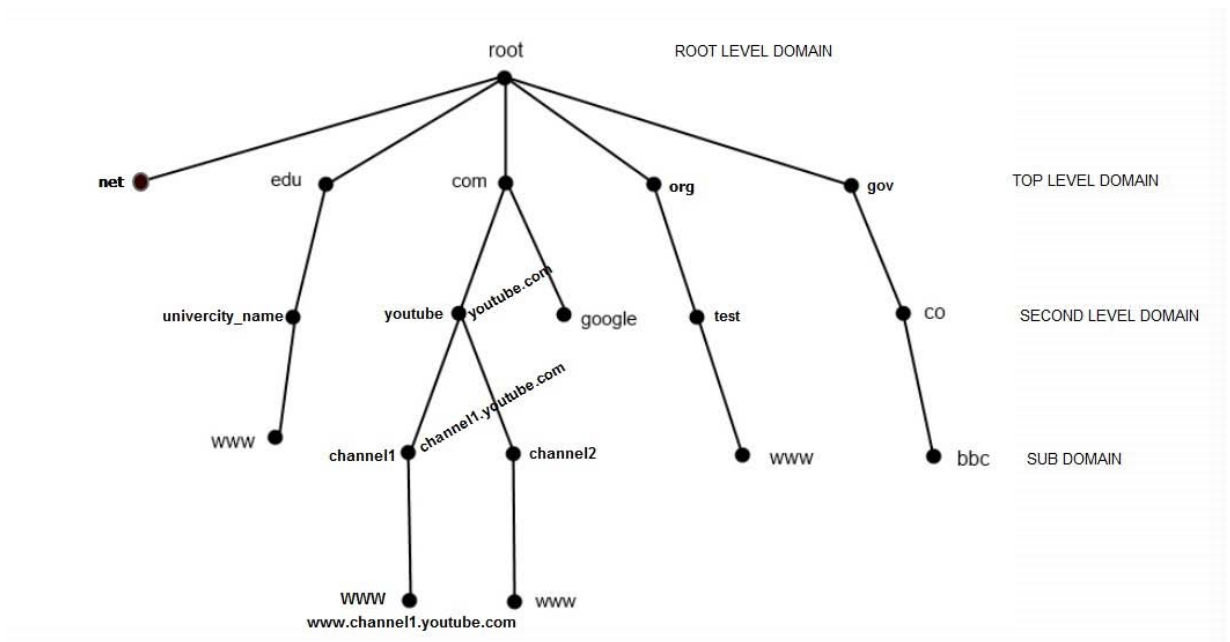 root
ROOT LEVEL DOMAIN
net
edu
com
org
gov
TOP LEVEL DOMAIN
univercity_name
youtube
youtube.com
google
test
co
SECOND LEVEL DOMAIN
www
channel1
channel1.youtube.com
channel2
www
bbc
SUB DOMAIN
www
www.channel1.youtube.com
www